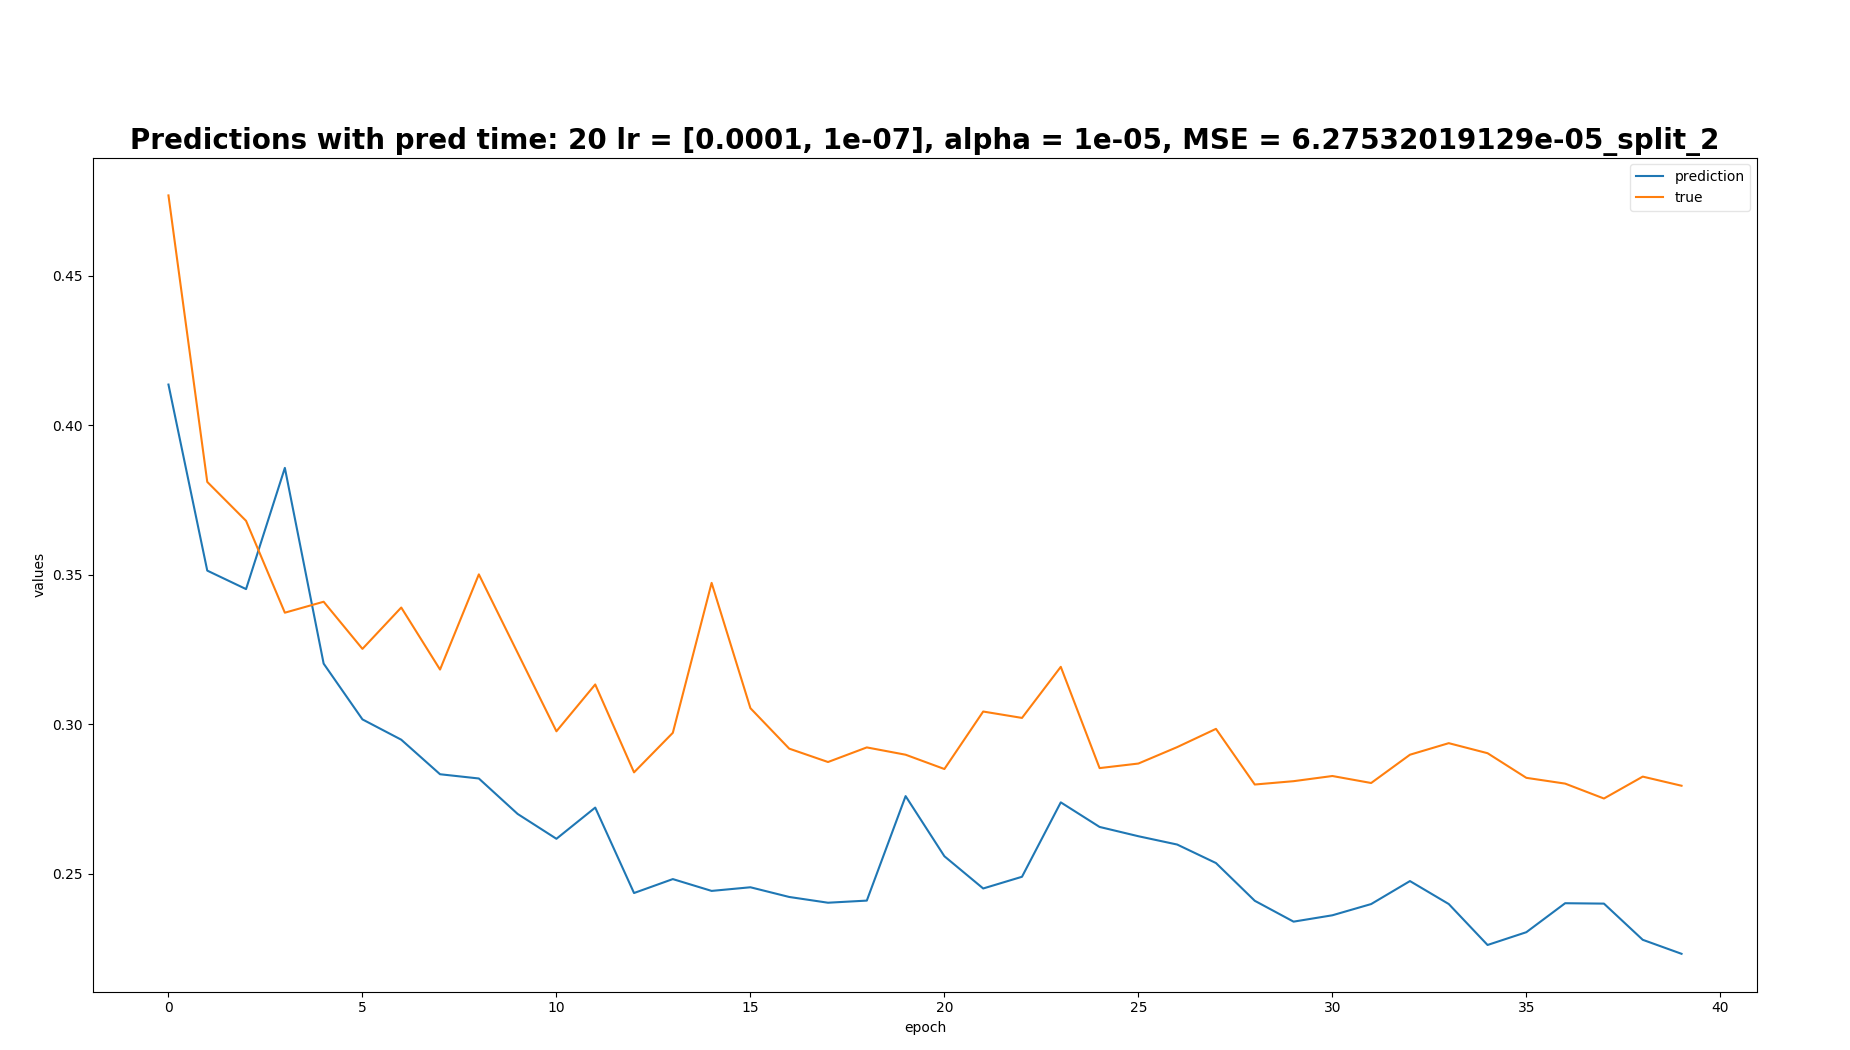 Predictions with pred time: 20 lr = [0.0001, 1e-07], alpha = 1e-05, MSE = 6.27532019129e-05_split_2
prediction
true
0.45
0.40
0.35
0.30
0.25
values
0 5 10 15 20 25 30 35 40
epoch